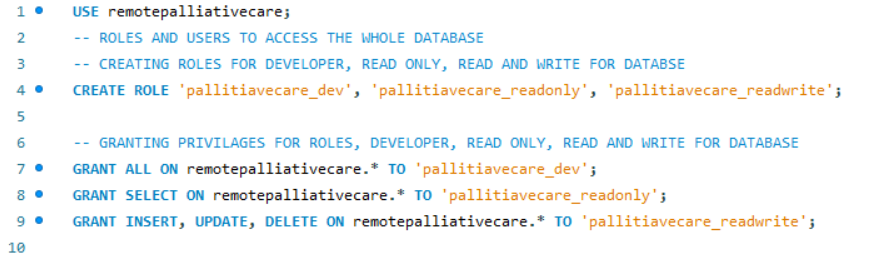 1 USE remotepalliativecare;
2 -- ROLES AND USERS TO ACCESS THE WHOLE DATABASE
3 -- CREATING ROLES FOR DEVELOPER, READ ONLY, READ AND WRITE FOR DATABSE
4 CREATE ROLE 'pallitiavecare_dev', 'pallitiavecare_readonly', 'pallitiavecare_readwrite';
5
6 -- GRANTING PRIVILAGES FOR ROLES, DEVELOPER, READ ONLY, READ AND WRITE FOR DATABASE
7 GRANT ALL ON remotepalliativecare.* TO 'pallitiavecare_dev';
8 GRANT SELECT ON remotepalliativecare.* TO 'pallitiavecare_readonly';
9 GRANT INSERT, UPDATE, DELETE ON remotepalliativecare.* TO 'pallitiavecare_readwrite';
10